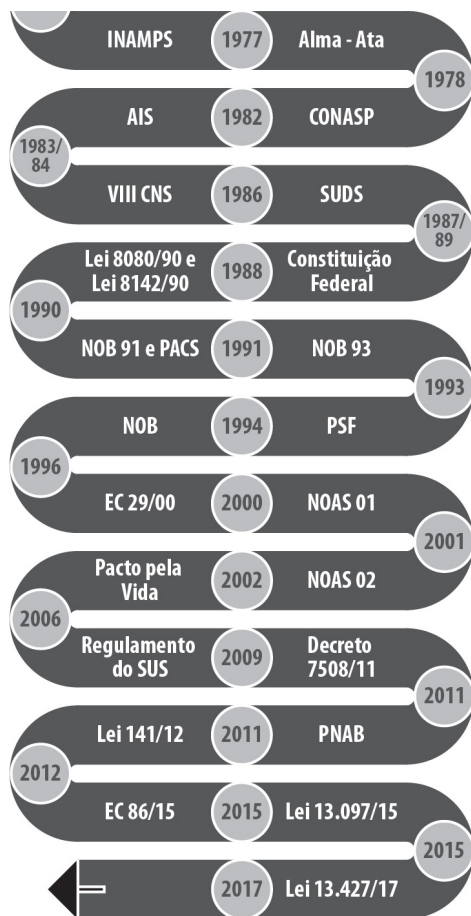 INAMPS 1977 Alma - Ata
1978
AIS 1982 CONASP
1983/
84
VIII CNS 1986 SUDS
1987/
89
Lei 8080/90 e
Lei 8142/90
1988
Constituição
Federal
1990
NOB 91 e PACS 1991 NOB 93
1993
NOB 1994 PSF
1996
EC 29/00 2000 NOAS 01
2001
Pacto pela
Vida
2002
NOAS 02
2006
Regulamento
do SUS
2009
Decreto
7508/11
2011
Lei 141/12 2011 PNAB
2012
EC 86/15 2015 Lei 13.097/15
2015
2017 Lei 13.427/17